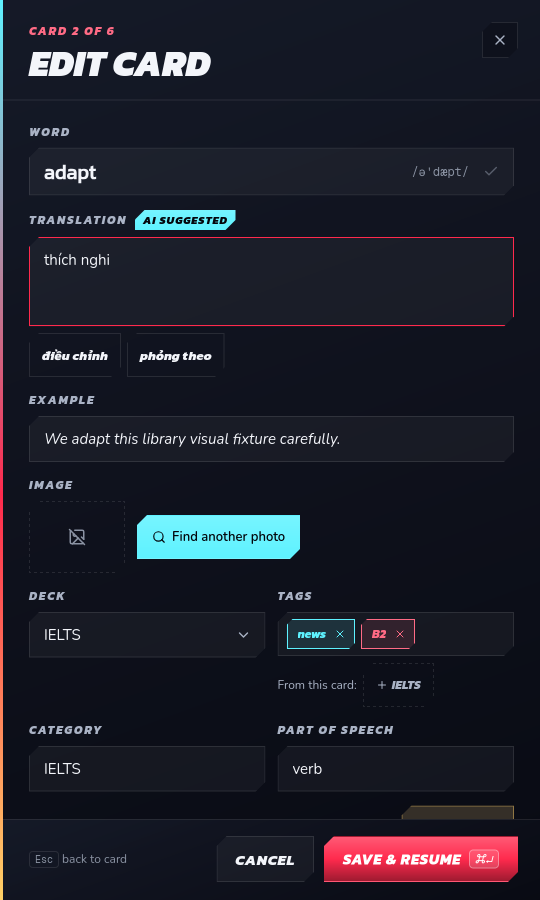 CARD 2 OF 6
EDIT CARD
WORD
adapt /əˈdæpt/
TRANSLATION AI SUGGESTED
thích nghi
điều chỉnh phỏng theo
EXAMPLE
We adapt this library visual fixture carefully.
IMAGE
Find another photo
DECK TAGS
IELTS news B2
From this card: + IELTS
CATEGORY PART OF SPEECH
IELTS verb
Esc back to card CANCEL SAVE & RESUME ⌘↵